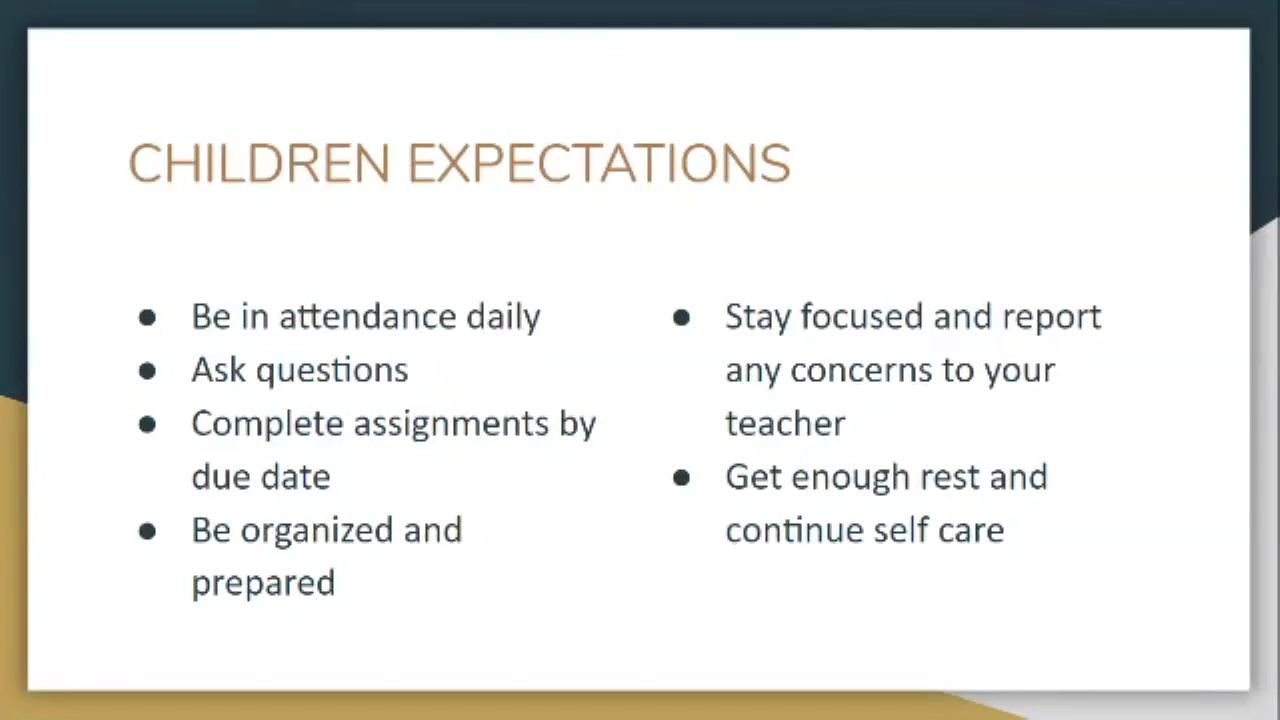 CHILDREN EXPECTATIONS
● Be in attendance daily
● Ask questions
● Complete assignments by
due date
● Be organized and
prepared
● Stay focused and report
any concerns to your
teacher
● Get enough rest and
continue self care